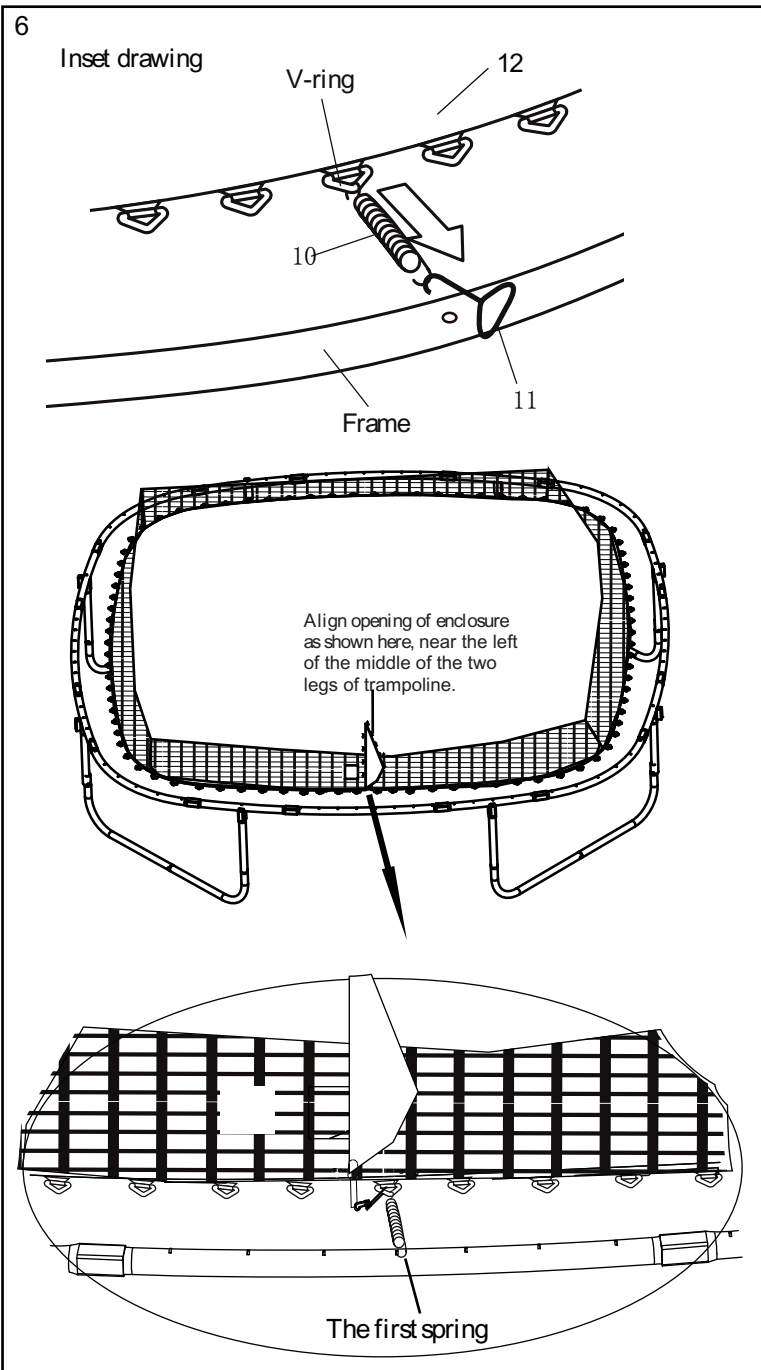 6
Inset drawing
V-ring
12
10
11
Frame
Align opening of enclosure
as shown here, near the left
of the middle of the two
legs of trampoline.
The first spring